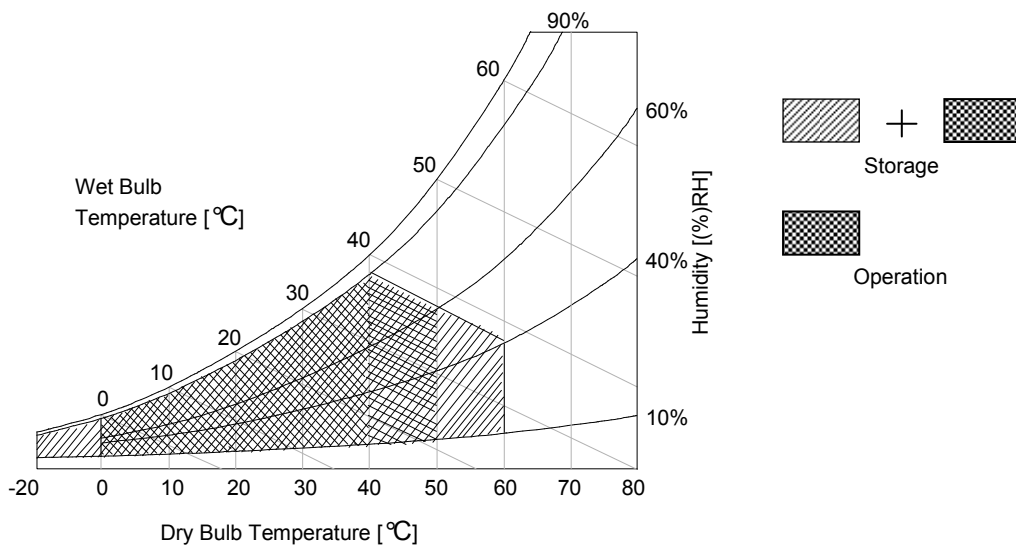 90%
60
60%
50
Wet Bulb
Temperature [℃]
40
40%
30
20
10
0
10%
Humidity [(%)RH]
-20 0 10 20 30 40 50 60 70 80
Dry Bulb Temperature [℃]
+
Storage
Operation